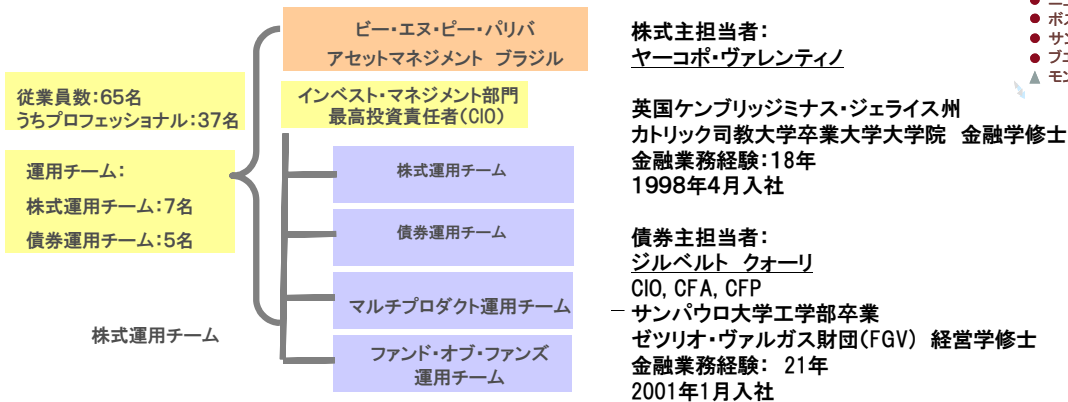 ビー・エヌ・ピー・パリバ
アセットマネジメント ブラジル
従業員数:65名
うちプロフェッショナル:37名
インベスト・マネジメント部門
最高投資責任者(CIO)
運用チーム:
株式運用チーム:7名
債券運用チーム:5名
株式運用チーム
債券運用チーム
マルチプロダクト運用チーム
ファンド・オブ・ファンズ
運用チーム
株式運用チーム
株式主担当者:
ヤーコポ・ヴァレンティノ
英国ケンブリッジミナス・ジェライス州
カトリック司教大学卒業大学大学院 金融学修士
金融業務経験:18年
1998年4月入社
債券主担当者:
ジルベルト クォーリ
CIO, CFA, CFP
サンパウロ大学工学部卒業
ゼツリオ・ヴァルガス財団(FGV) 経営学修士
金融業務経験: 21年
2001年1月入社